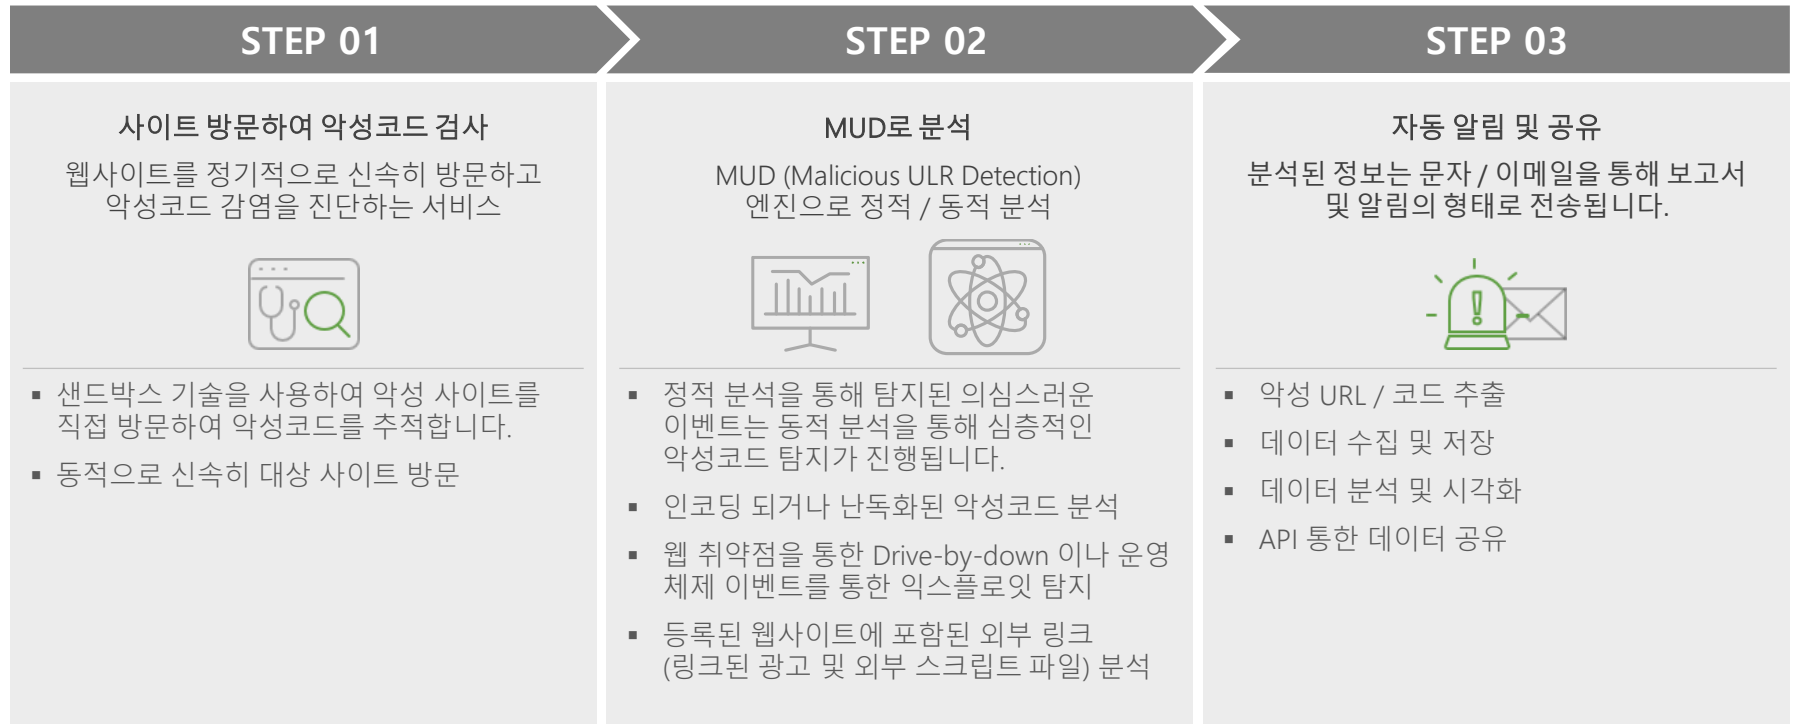 STEP 01
사이트 방문하여 악성코드 검사
웹사이트를 정기적으로 신속히 방문하고
악성코드 감염을 진단하는 서비스
▪ 샌드박스 기술을 사용하여 악성 사이트를
직접 방문하여 악성코드를 추적합니다.
▪ 동적으로 신속히 대상 사이트 방문
STEP 02
MUD로 분석
MUD (Malicious ULR Detection)
엔진으로 정적 / 동적 분석
▪ 정적 분석을 통해 탐지된 의심스러운
이벤트는 동적 분석을 통해 심층적인
악성코드 탐지가 진행됩니다.
▪ 인코딩 되거나 난독화된 악성코드 분석
▪ 웹 취약점을 통한 Drive-by-down 이나 운영
체제 이벤트를 통한 익스플로잇 탐지
▪ 등록된 웹사이트에 포함된 외부 링크
(링크된 광고 및 외부 스크립트 파일) 분석
STEP 03
자동 알림 및 공유
분석된 정보는 문자 / 이메일을 통해 보고서
및 알림의 형태로 전송됩니다.
▪ 악성 URL / 코드 추출
▪ 데이터 수집 및 저장
▪ 데이터 분석 및 시각화
▪ API 통한 데이터 공유